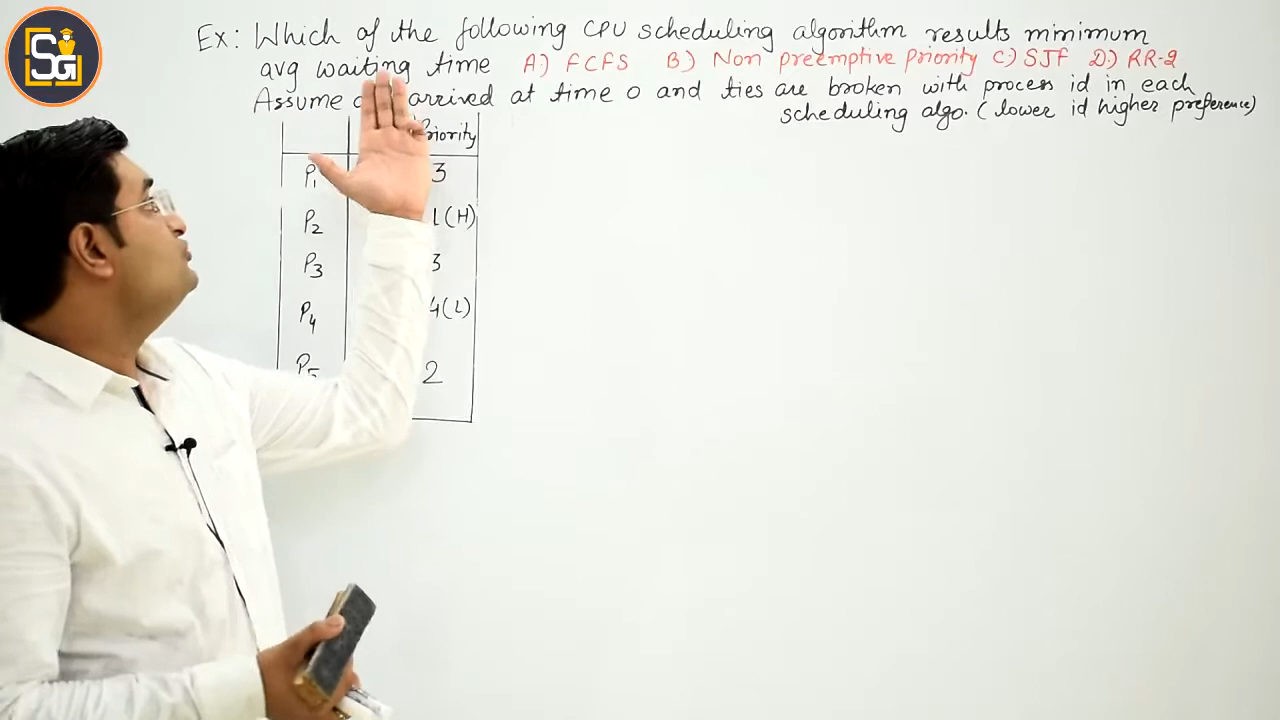 SG
Ex: Which of the following CPU scheduling algorithm results minimum
avg waiting time A) FCFS B) Non preemptive Priority C) SJF D) RR-2
Assume arrived at time 0 and ties are broken with process id in each
scheduling algo. (lower id higher preference)
Priority
P1 3
P2 1(H)
P3 3
P4 4(L)
P5 2